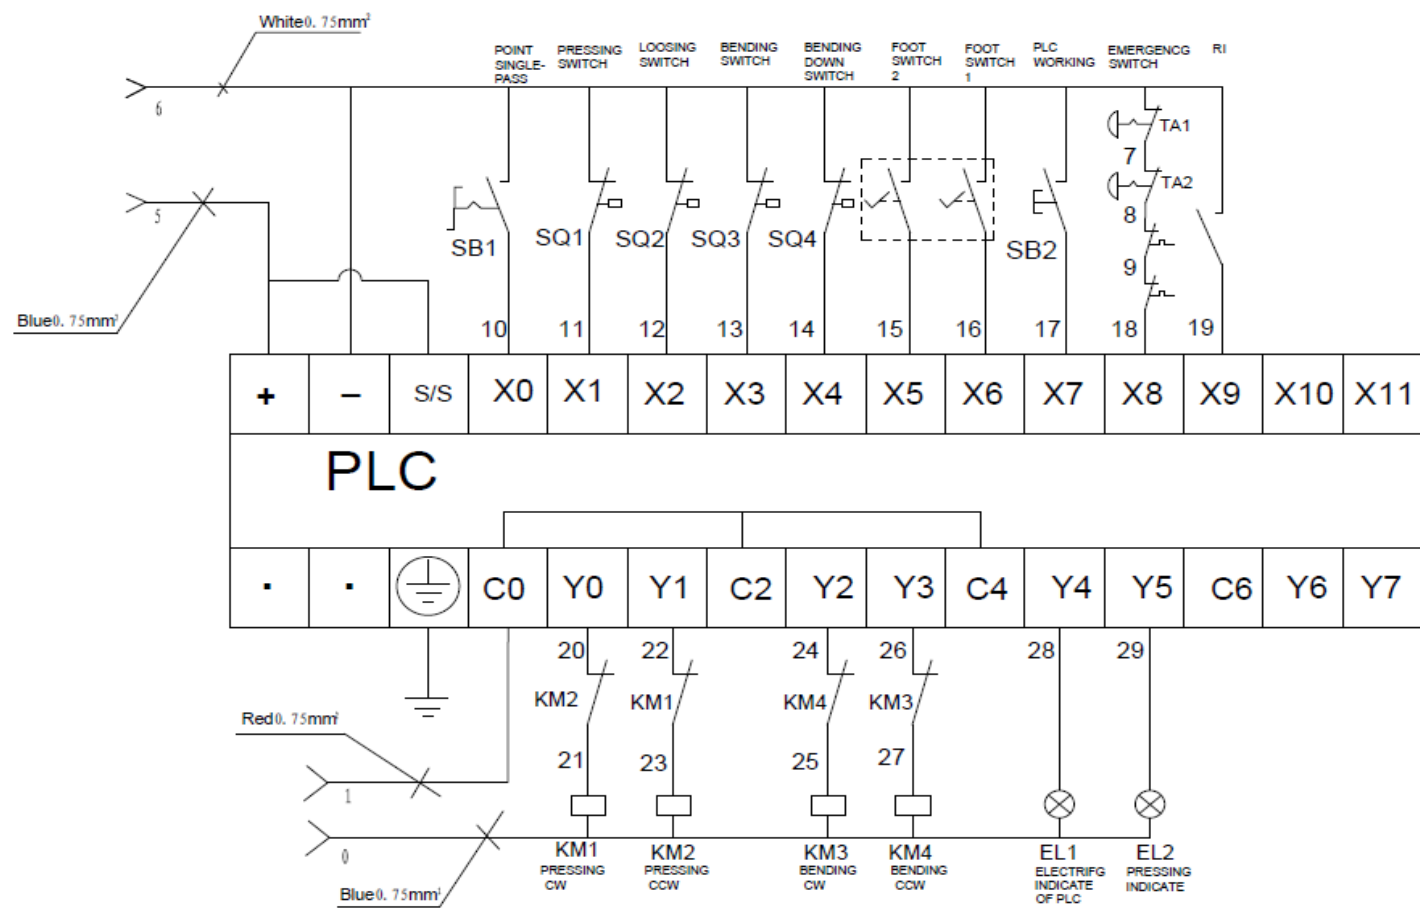 White0. 75mm²
POINT
SINGLE-
PASS
PRESSING
SWITCH
LOOSING
SWITCH
BENDING
SWITCH
BENDING
DOWN
SWITCH
FOOT
SWITCH
2
FOOT
SWITCH
1
PLC
WORKING
EMERGENCG
SWITCH
RI
6
TA1
7
TA2
8
5
SB1
SQ1
SQ2
SQ3
SQ4
SB2
9
Blue0. 75mm²
10
11
12
13
14
15
16
17
18
19
+
–
S/S
X0
X1
X2
X3
X4
X5
X6
X7
X8
X9
X10
X11
PLC
.
.
C0
Y0
Y1
C2
Y2
Y3
C4
Y4
Y5
C6
Y6
Y7
20
22
24
26
28
29
KM2
KM1
KM4
KM3
Red0. 75mm²
21
23
25
27
1
0
KM1
PRESSING
CW
KM2
PRESSING
CCW
KM3
BENDING
CW
KM4
BENDING
CCW
EL1
ELECTRIFG
INDICATE
OF PLC
EL2
PRESSING
INDICATE
Blue0. 75mm²